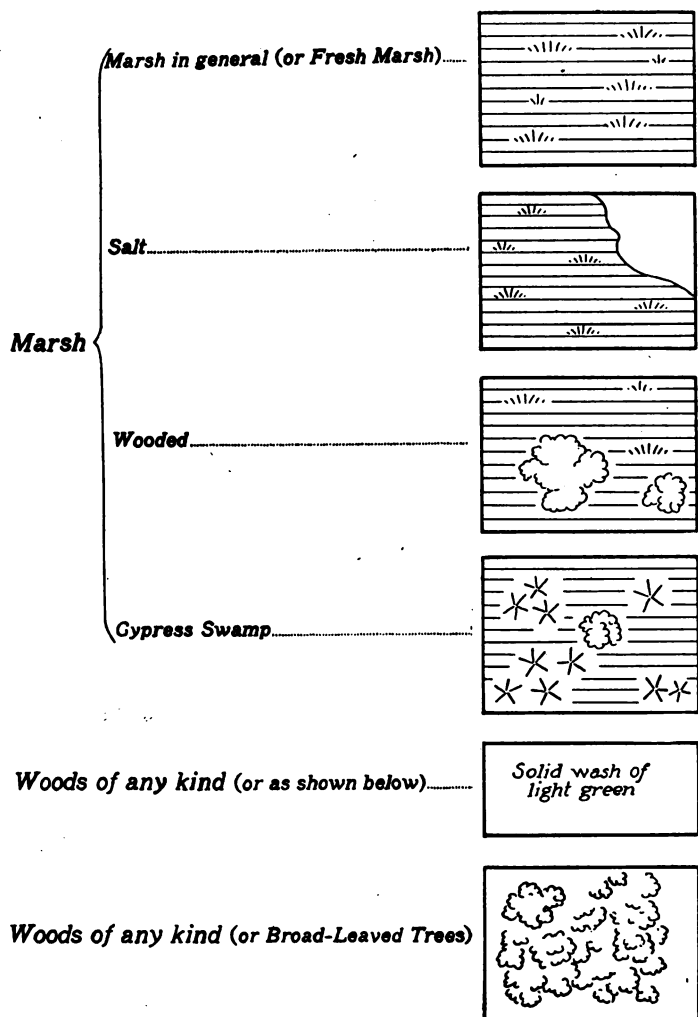 Marsh in general (or Fresh Marsh)
Salt
Marsh
Wooded
Cypress Swamp
Woods of any kind (or as shown below)
Solid wash of
light green
Woods of any kind (or Broad-Leaved Trees)